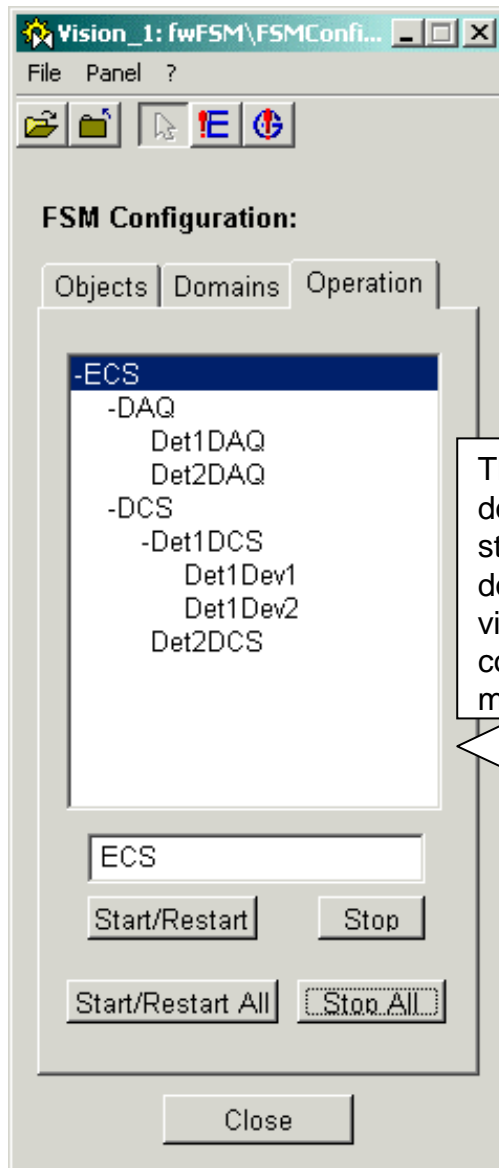 Vision_1: fwFSM\FSMConfi...
File Panel ?
FSM Configuration:
Objects Domains Operation
-ECS
-DAQ
Det1DAQ
Det2DAQ
-DCS
-Det1DCS
Det1Dev1
Det1Dev2
Det2DCS
ECS
Start/Restart Stop
Start/Restart All Stop All
Close